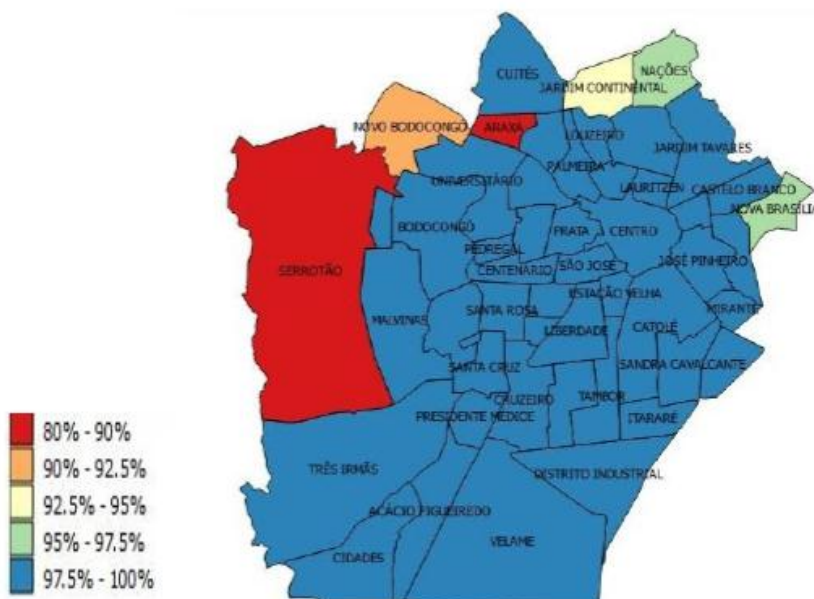 CUITÉS
NAÇÕES
JARDIM CONTINENTAL
NOVO BODOCONGÓ
ARAXÁ
LOUZEIRO
JARDIM TAVARES
PALMEIRA
UNIVERSITÁRIO
LAURITZEN
CASTELO BRANCO
NOVA BRASÍLIA
BODOCONGÓ
PRATA
CENTRO
PEDREGAL
JOSÉ PINHEIRO
SERROTÃO
CENTENÁRIO
SÃO JOSÉ
ESTAÇÃO VELHA
MIRANTE
SANTA ROSA
MALVINAS
LIBERDADE
CATOLÉ
SANTA CRUZ
SANDRA CAVALCANTE
CRUZEIRO
TAMBOR
PRESIDENTE MÉDICE
ITARARÉ
80% - 90%
90% - 92.5%
92.5% - 95%
95% - 97.5%
97.5% - 100%
TRÊS IRMÃS
DISTRITO INDUSTRIAL
ACÁCIO FIGUEIREDO
VELAME
CIDADES